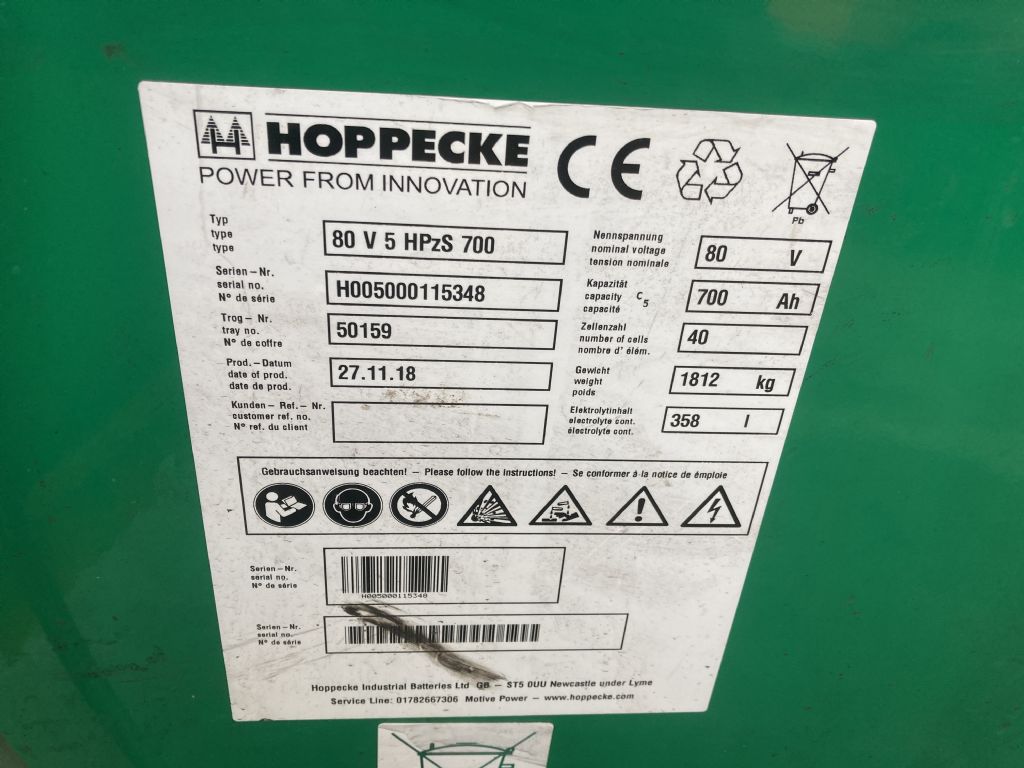 HOPPECKE
POWER FROM INNOVATION
CE
Pb
Typ
type
type
80 V 5 HPzS 700
Serien - Nr.
serial no.
N° de série
H005000115348
Trog - Nr.
tray no.
N° de coffre
50159
Prod. - Datum
date of prod.
date de prod.
27.11.18
Kunden - Ref. - Nr.
customer ref. no.
N° ref. du client
Nennspannung
nominal voltage
tension nominale
80 V
Kapazität
capacity C5
capacité
700 Ah
Zellenzahl
number of cells
nombre d' élém.
40
Gewicht
weight
poids
1812 kg
Elektrolytinhalt
electrolyte cont.
électrolyte cont.
358 l
Gebrauchsanweisung beachten! - Please follow the instructions! - Se conformer à la notice de émploie
Serien - Nr.
serial no.
N° de série
H005000115348
Serien - Nr.
serial no.
N° de série
Hoppecke Industrial Batteries Ltd GB - ST5 0UU Newcastle under Lyme
Service Line: 01782667306 Motive Power - www.hoppecke.com